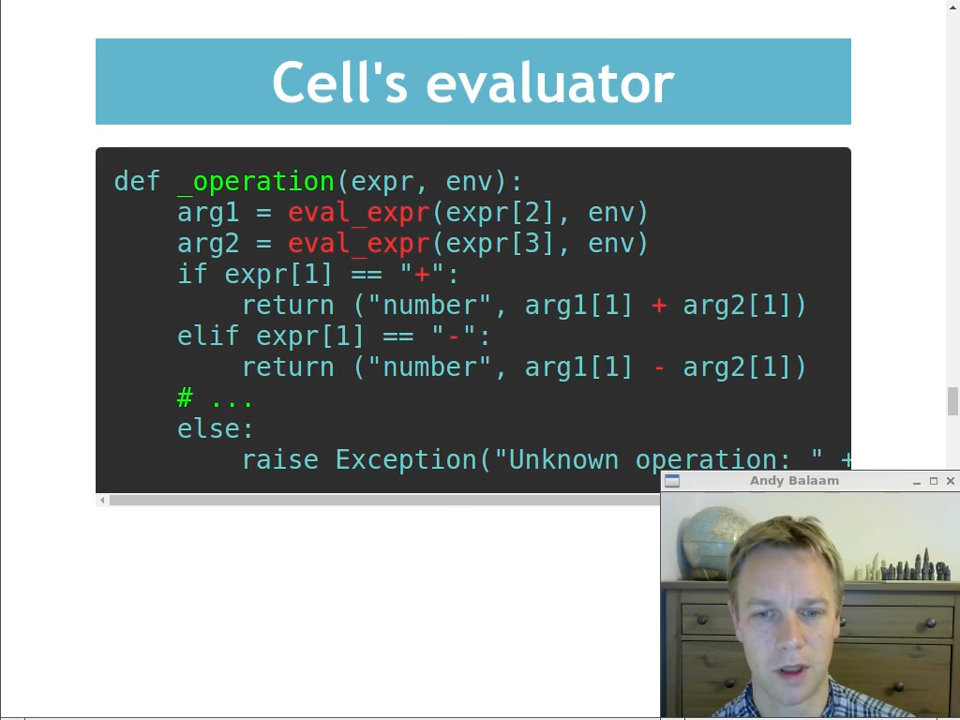 Cell's evaluator
def _operation(expr, env):
    arg1 = eval_expr(expr[2], env)
    arg2 = eval_expr(expr[3], env)
    if expr[1] == "+":
        return ("number", arg1[1] + arg2[1])
    elif expr[1] == "-":
        return ("number", arg1[1] - arg2[1])
    # ...
    else:
        raise Exception("Unknown operation: " +
Andy Balaam